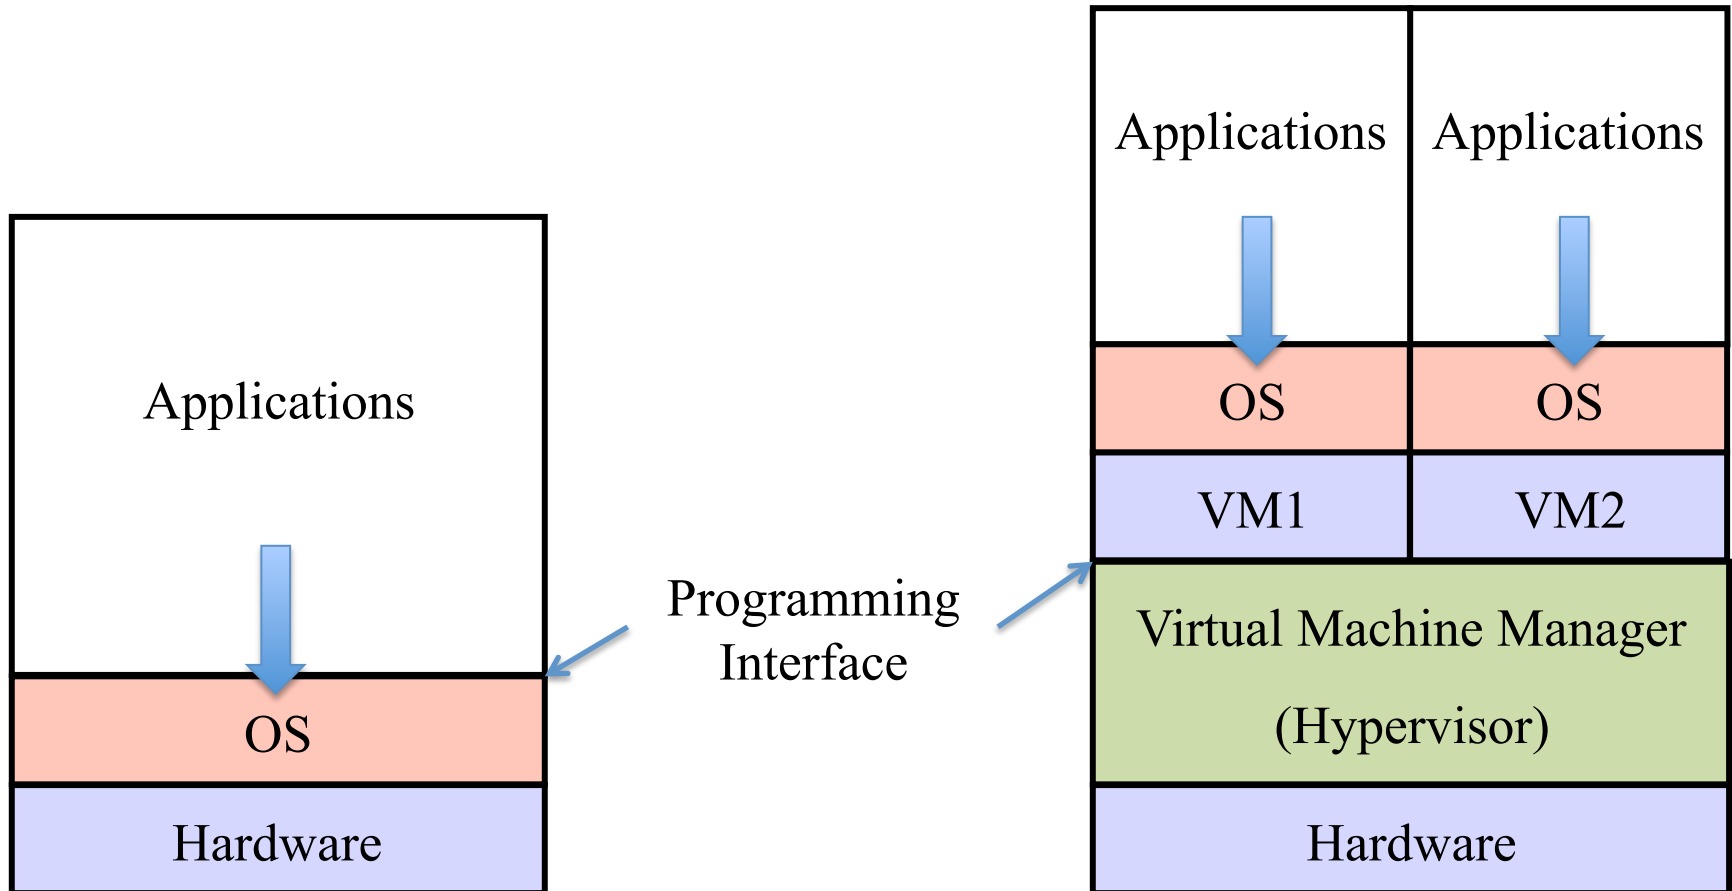 Applications
OS
Hardware
Programming
Interface
Applications Applications
OS OS
VM1 VM2
Virtual Machine Manager
(Hypervisor)
Hardware